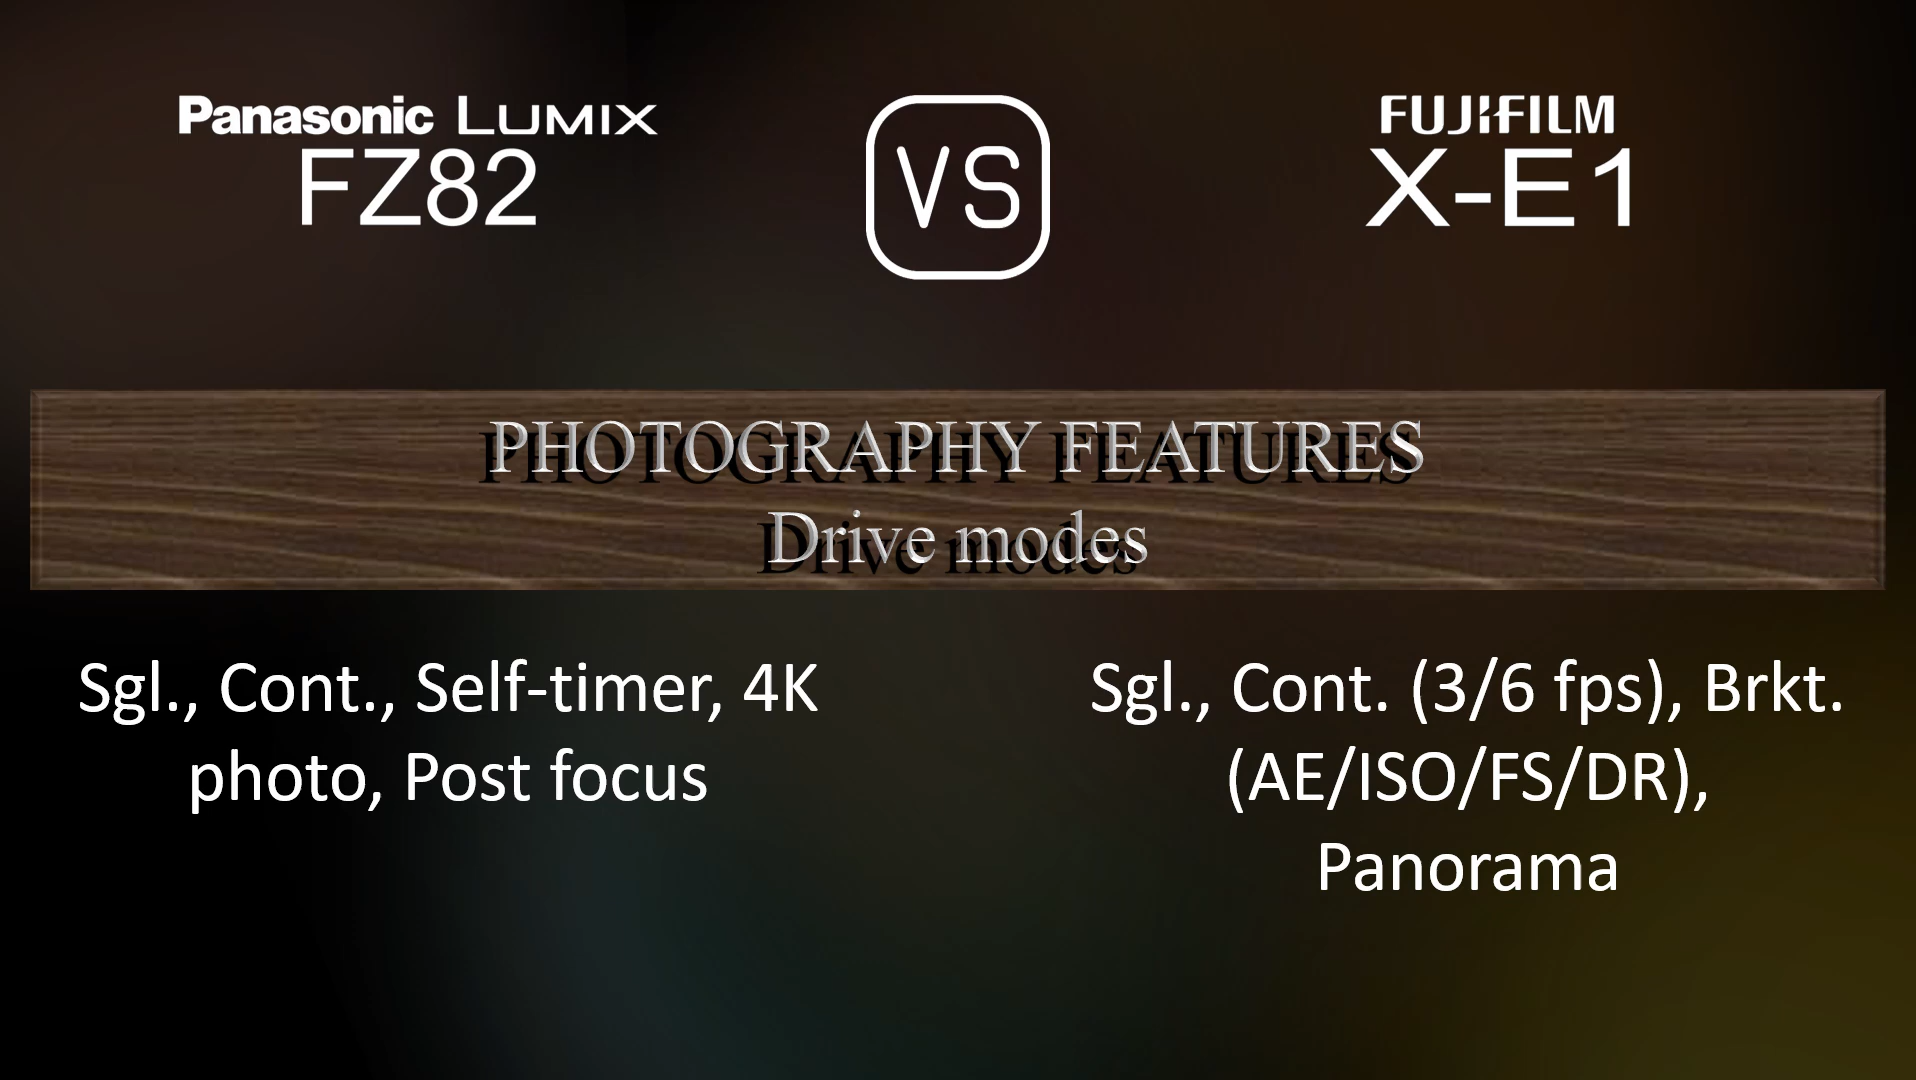 Panasonic LUMIX
FZ82
VS
FUJIFILM
X-E1
PHOTOGRAPHY FEATURES
Drive modes
Sgl., Cont., Self-timer, 4K
photo, Post focus
Sgl., Cont. (3/6 fps), Brkt.
(AE/ISO/FS/DR),
Panorama